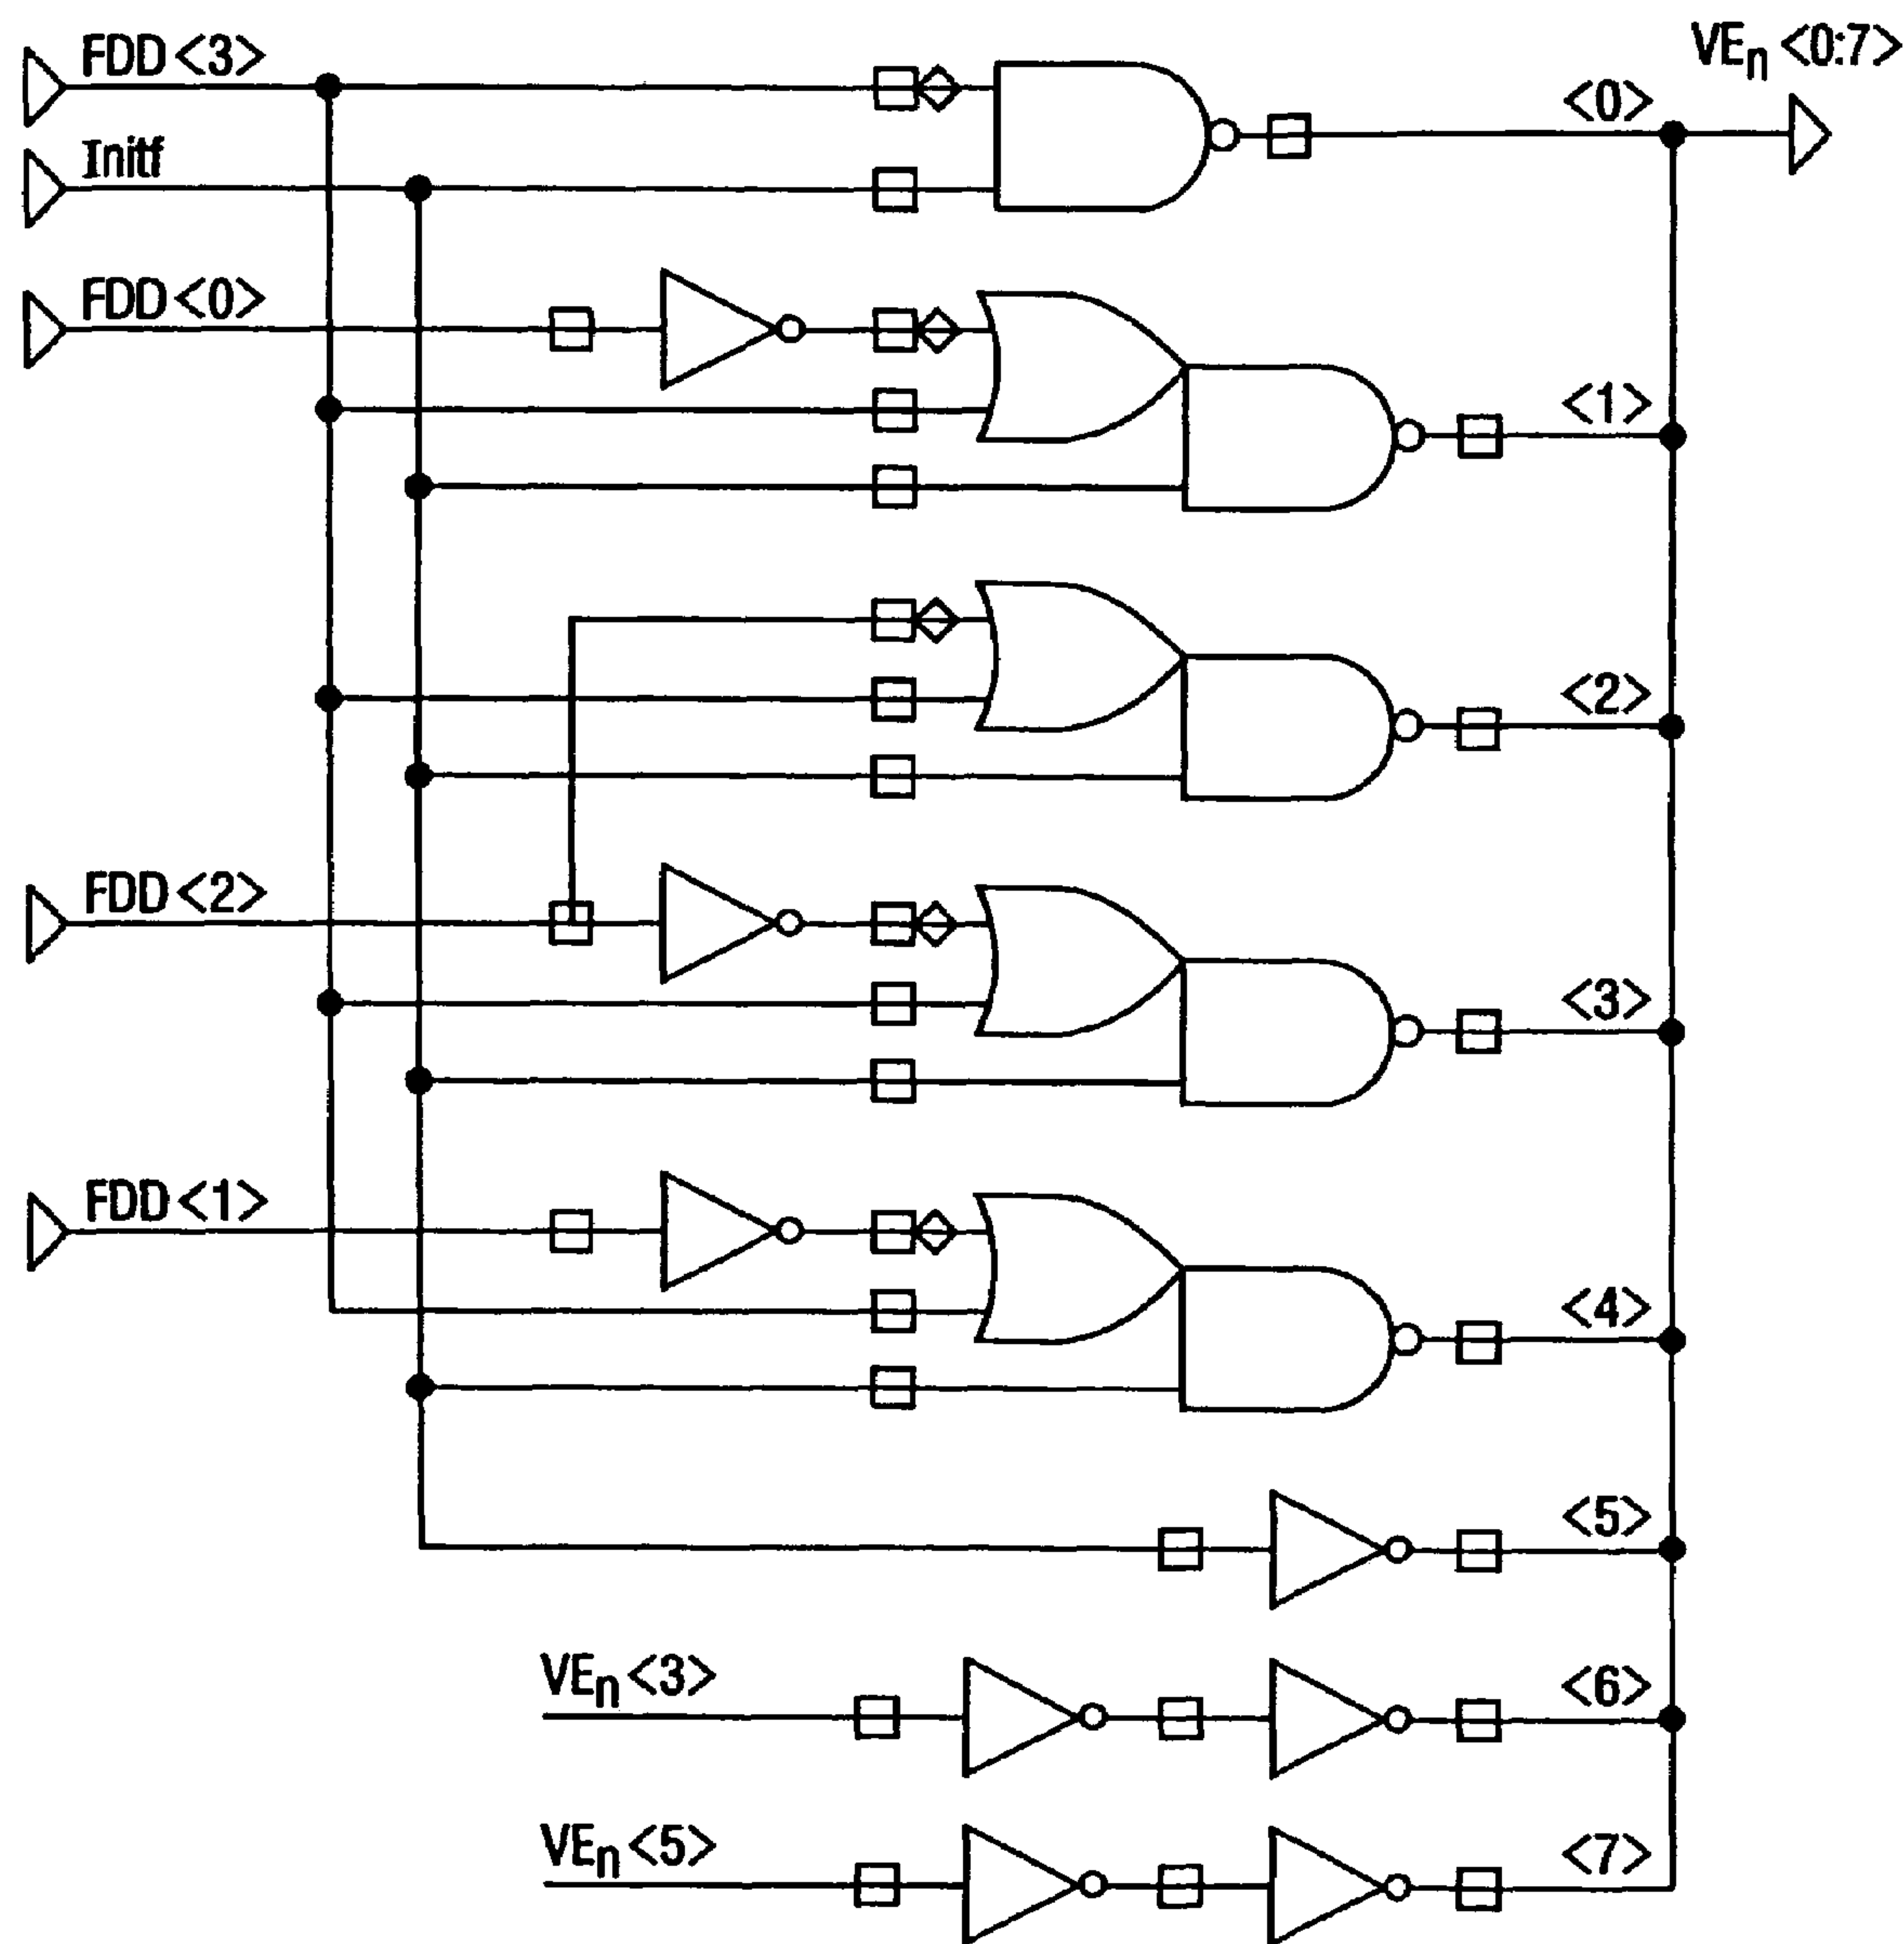 FDD<3>
VEn<0:7>
<0>
Initf
FDD<0>
<1>
<2>
FDD<2>
<3>
FDD<1>
<4>
<5>
VEn<3>
<6>
VEn<5>
<7>